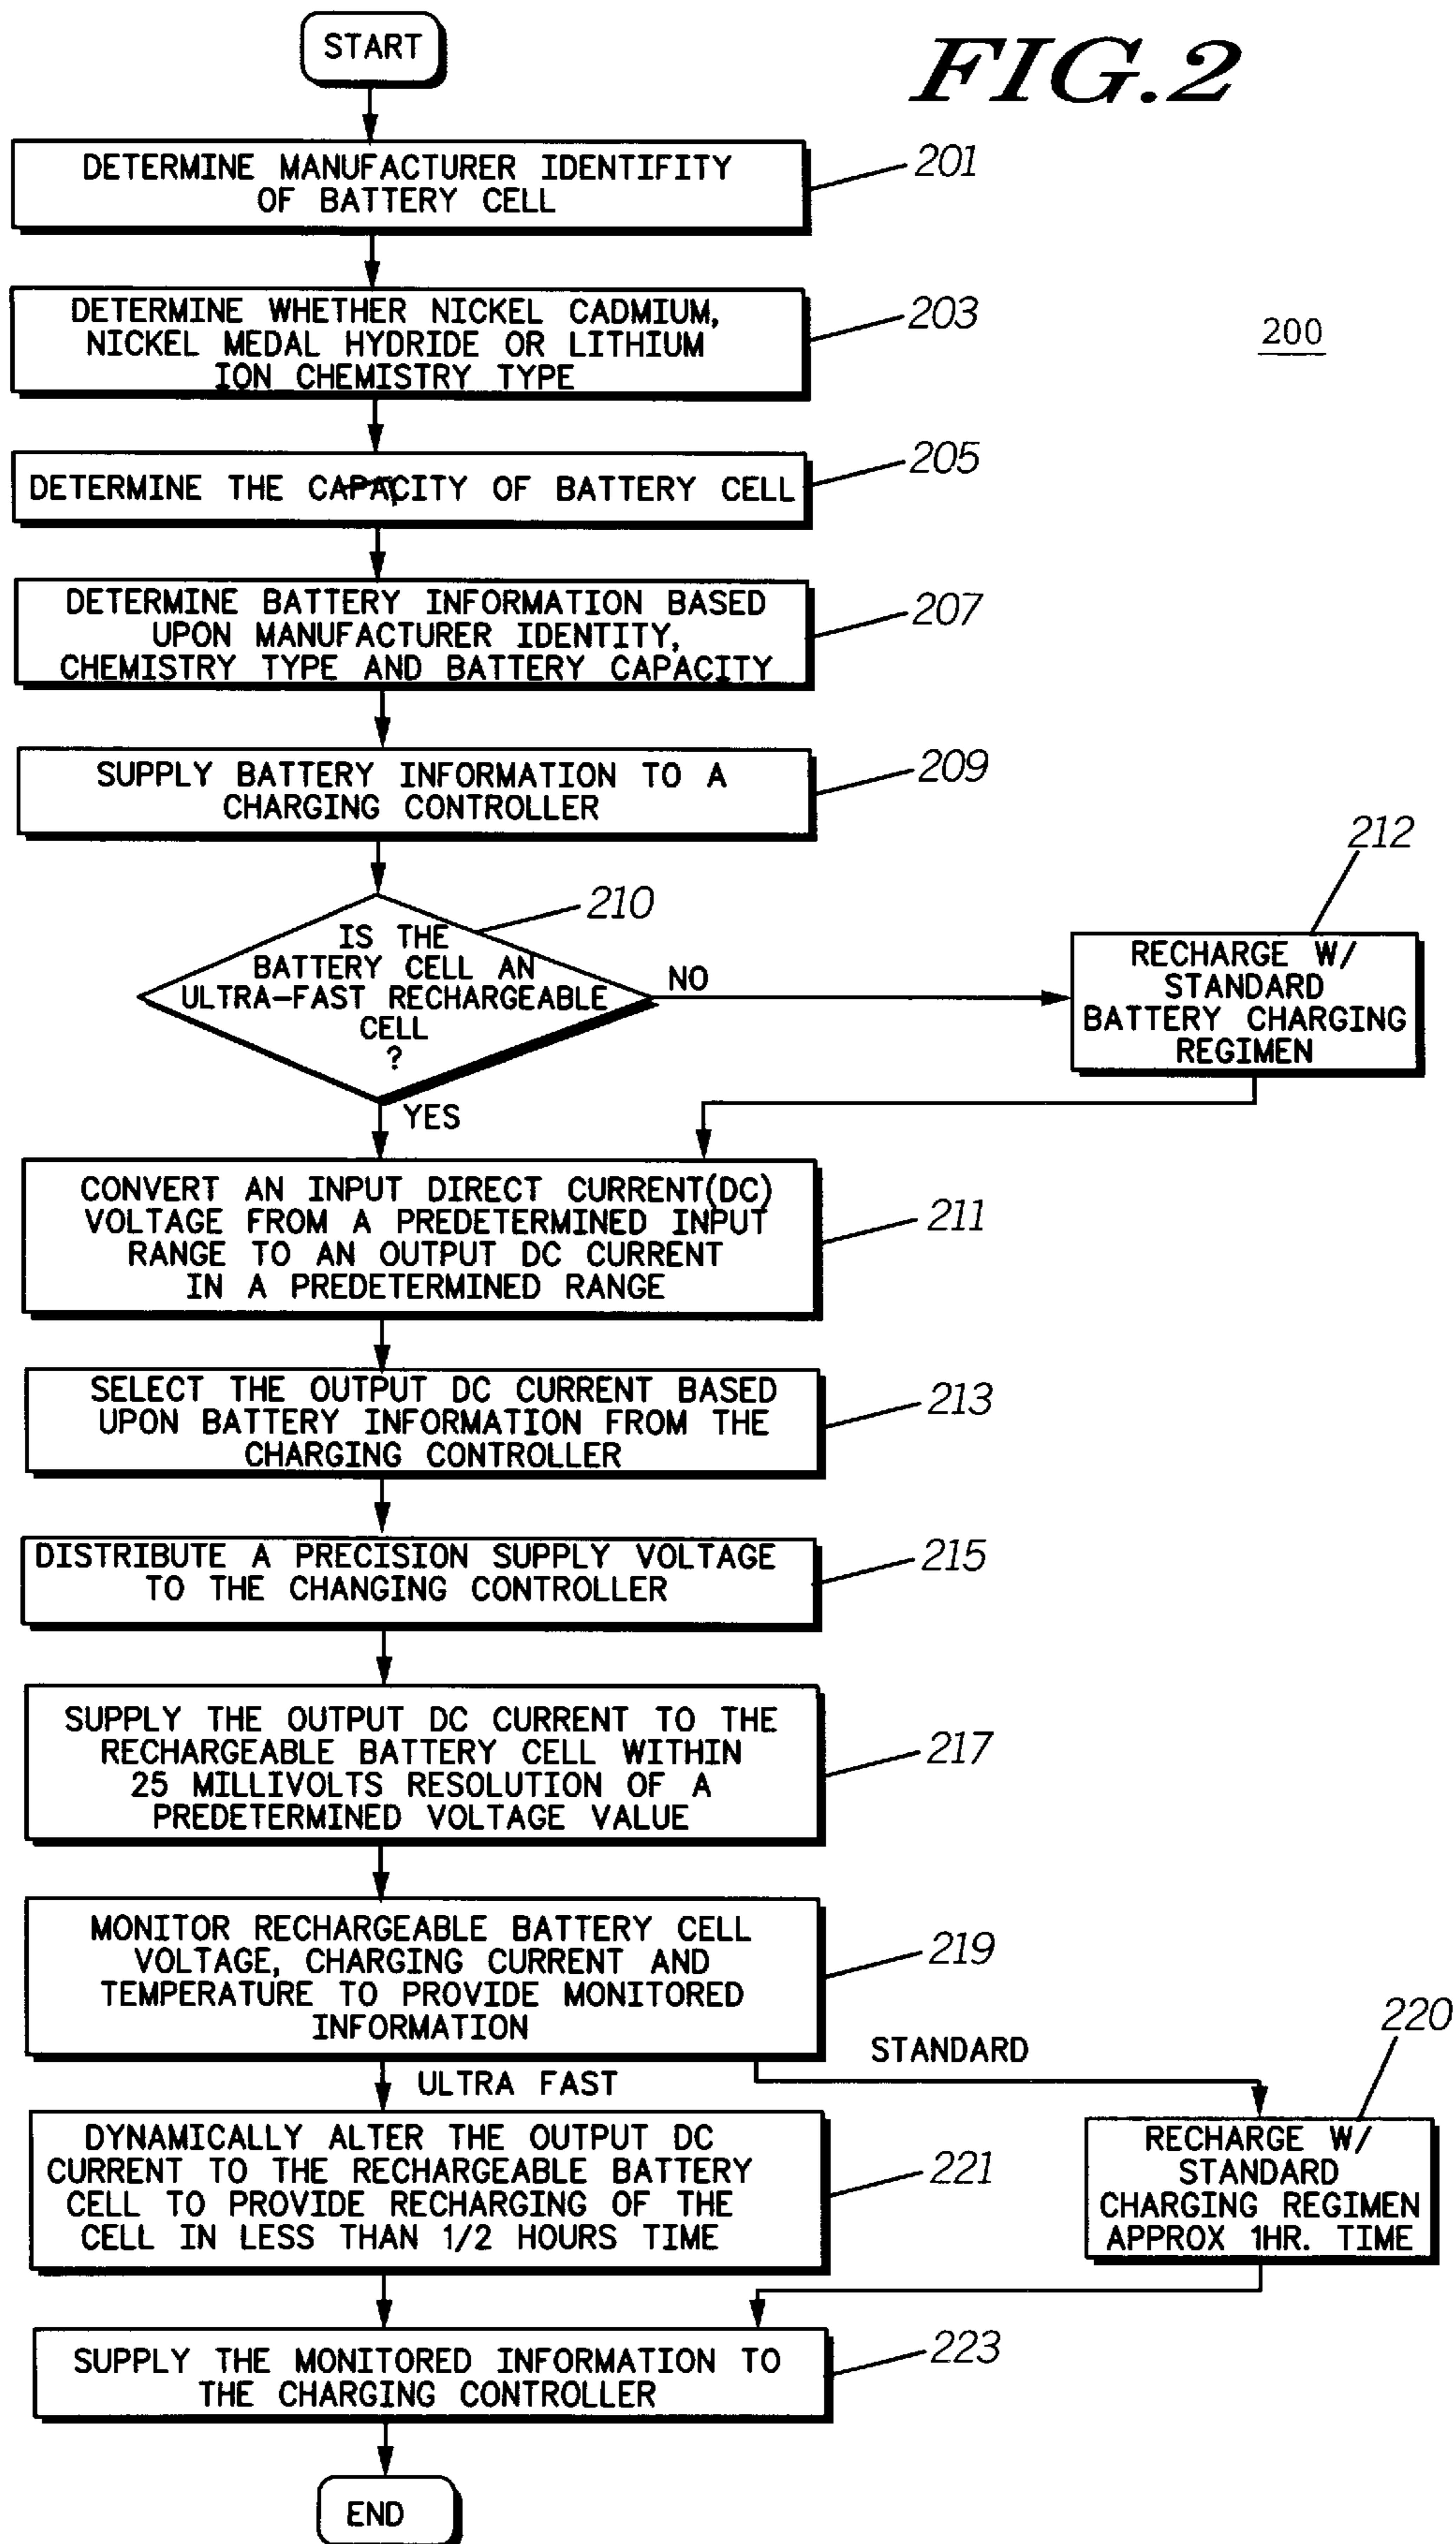 START
FIG.2
DETERMINE MANUFACTURER IDENTIFITY
OF BATTERY CELL
201
DETERMINE WHETHER NICKEL CADMIUM,
NICKEL MEDAL HYDRIDE OR LITHIUM
ION CHEMISTRY TYPE
203
200
DETERMINE THE CAPACITY OF BATTERY CELL
205
DETERMINE BATTERY INFORMATION BASED
UPON MANUFACTURER IDENTITY,
CHEMISTRY TYPE AND BATTERY CAPACITY
207
SUPPLY BATTERY INFORMATION TO A
CHARGING CONTROLLER
209
IS THE
BATTERY CELL AN
ULTRA-FAST RECHARGEABLE
CELL
?
210
NO
RECHARGE W/
STANDARD
BATTERY CHARGING
REGIMEN
212
YES
CONVERT AN INPUT DIRECT CURRENT(DC)
VOLTAGE FROM A PREDETERMINED INPUT
RANGE TO AN OUTPUT DC CURRENT
IN A PREDETERMINED RANGE
211
SELECT THE OUTPUT DC CURRENT BASED
UPON BATTERY INFORMATION FROM THE
CHARGING CONTROLLER
213
DISTRIBUTE A PRECISION SUPPLY VOLTAGE
TO THE CHANGING CONTROLLER
215
SUPPLY THE OUTPUT DC CURRENT TO THE
RECHARGEABLE BATTERY CELL WITHIN
25 MILLIVOLTS RESOLUTION OF A
PREDETERMINED VOLTAGE VALUE
217
MONITOR RECHARGEABLE BATTERY CELL
VOLTAGE, CHARGING CURRENT AND
TEMPERATURE TO PROVIDE MONITORED
INFORMATION
219
ULTRA FAST
STANDARD
220
DYNAMICALLY ALTER THE OUTPUT DC
CURRENT TO THE RECHARGEABLE BATTERY
CELL TO PROVIDE RECHARGING OF THE
CELL IN LESS THAN 1/2 HOURS TIME
221
RECHARGE W/
STANDARD
CHARGING REGIMEN
APPROX 1HR. TIME
SUPPLY THE MONITORED INFORMATION TO
THE CHARGING CONTROLLER
223
END